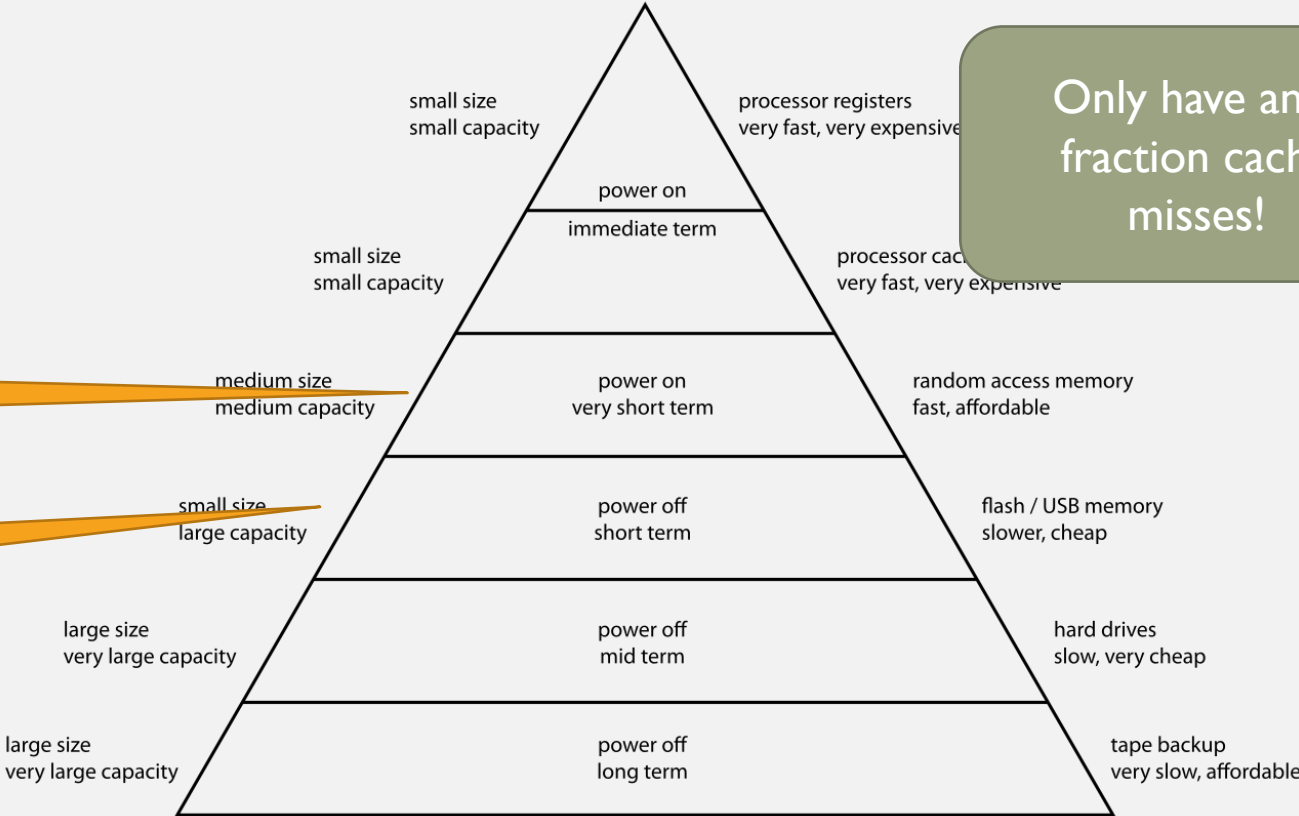 small size
small capacity
processor registers
very fast, very expensive
Only have an
fraction cach
misses!
power on
immediate term
small size
small capacity
processor cac
very fast, very expensive
medium size
medium capacity
power on
very short term
random access memory
fast, affordable
small size
large capacity
power off
short term
flash / USB memory
slower, cheap
large size
very large capacity
power off
mid term
hard drives
slow, very cheap
large size
very large capacity
power off
long term
tape backup
very slow, affordable